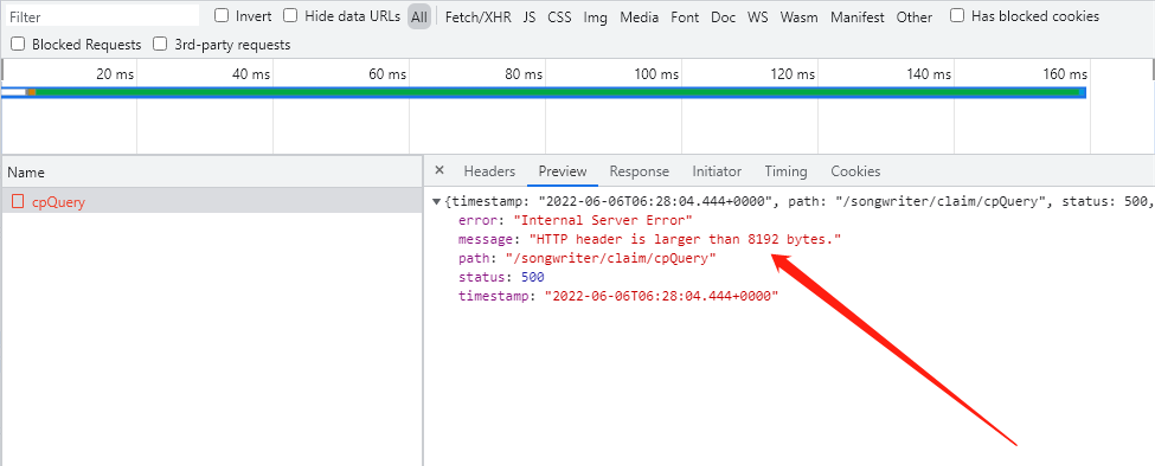 Filter Invert Hide data URLs All Fetch/XHR JS CSS Img Media Font Doc WS Wasm Manifest Other Has blocked cookies
Blocked Requests 3rd-party requests
20 ms 40 ms 60 ms 80 ms 100 ms 120 ms 140 ms 160 ms
Name
cpQuery
× Headers Preview Response Initiator Timing Cookies
▼{timestamp: "2022-06-06T06:28:04.444+0000", path: "/songwriter/claim/cpQuery", status: 500,
error: "Internal Server Error"
message: "HTTP header is larger than 8192 bytes."
path: "/songwriter/claim/cpQuery"
status: 500
timestamp: "2022-06-06T06:28:04.444+0000"